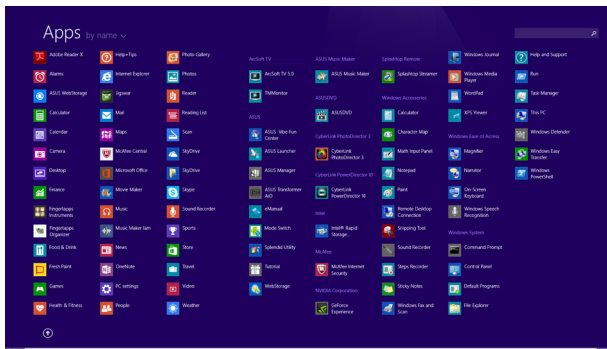 Apps by name
Adobe Reader X
Alarms
ASUS WebStorage
Calculator
Calendar
Camera
Desktop
Finance
Fingertapps
Instruments
Fingertapps
Organizer
Food & Drink
Fresh Paint
Games
Health & Fitness
Help+Tips
Internet Explorer
Jigsaw
Mail
Maps
McAfee Central
Microsoft Office
Movie Maker
Music
Music Maker Jam
News
OneNote
PC settings
People
Photo Gallery
Photos
Reader
Reading List
Scan
SkyDrive
SkyDrive
Skype
Sound Recorder
Sports
Store
Travel
Video
Weather
ArcSoft TV
ArcSoft TV 5.0
TMMonitor
ASUS
ASUS Vibe Fun
Center
ASUS Launcher
ASUS Manager
ASUS Transformer
AiO
eManual
Mode Switch
Splendid Utility
Tutorial
WebStorage
ASUS Music Maker
ASUS Music Maker
ASUSDVD
ASUSDVD
CyberLink PhotoDirector 3
CyberLink
PhotoDirector 3
CyberLink PowerDirector 10
CyberLink
PowerDirector 10
Intel
Intel® Rapid
Storage...
McAfee
McAfee Internet
Security
NVIDIA Corporation
GeForce
Experience
Splashtop Remote
Splashtop Streamer
Windows Accessories
Calculator
Character Map
Math Input Panel
Notepad
Paint
Remote Desktop
Connection
Snipping Tool
Sound Recorder
Steps Recorder
Sticky Notes
Windows Fax and
Scan
Windows Journal
Windows Media
Player
WordPad
XPS Viewer
Windows Ease of Access
Magnifier
Narrator
On-Screen
Keyboard
Windows Speech
Recognition
Windows System
Command Prompt
Control Panel
Default Programs
File Explorer
Help and Support
Run
Task Manager
This PC
Windows Defender
Windows Easy
Transfer
Windows
PowerShell